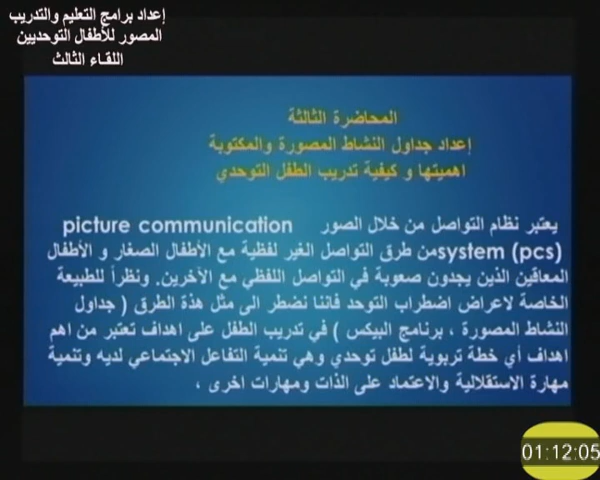 إعداد برامج التعليم والتدريب
المصور للأطفال التوحديين
اللقاء الثالث
المحاضرة الثالثة
إعداد جداول النشاط المصورة والمكتوبة
اهميتها و كيفية تدريب الطفل التوحدي
يعتبر نظام التواصل من خلال الصور picture communication
system (pcs)من طرق التواصل الغير لفظية مع الأطفال الصغار و الأطفال
المعاقين الذين يجدون صعوبة في التواصل اللفظي مع الأخرين. ونظراً للطبيعة
الخاصة لاعراض اضطراب التوحد فاننا نضطر الى مثل هذة الطرق ( جداول
النشاط المصورة ، برنامج البيكس ) في تدريب الطفل على اهداف تعتبر من اهم
اهداف أي خطة تربوية لطفل توحدي وهي تنمية التفاعل الاجتماعي لديه وتنمية
مهارة الاستقلالية والاعتماد على الذات ومهارات اخرى ،
01:12:05